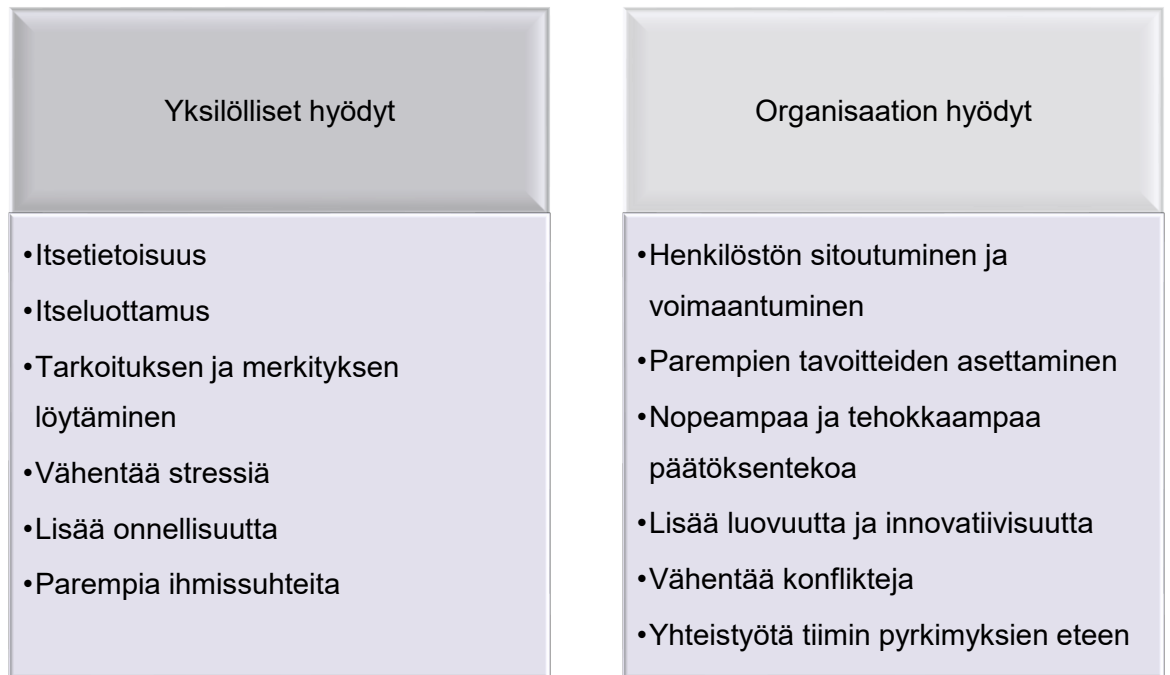 Yksilölliset hyödyt
•Itsetietoisuus
•Itseluottamus
•Tarkoituksen ja merkityksen
löytäminen
•Vähentää stressiä
•Lisää onnellisuutta
•Parempia ihmissuhteita
Organisaation hyödyt
•Henkilöstön sitoutuminen ja
voimaantuminen
•Parempien tavoitteiden asettaminen
•Nopeampaa ja tehokkaampaa
päätöksentekoa
•Lisää luovuutta ja innovatiivisuutta
•Vähentää konflikteja
•Yhteistyötä tiimin pyrkimyksien eteen